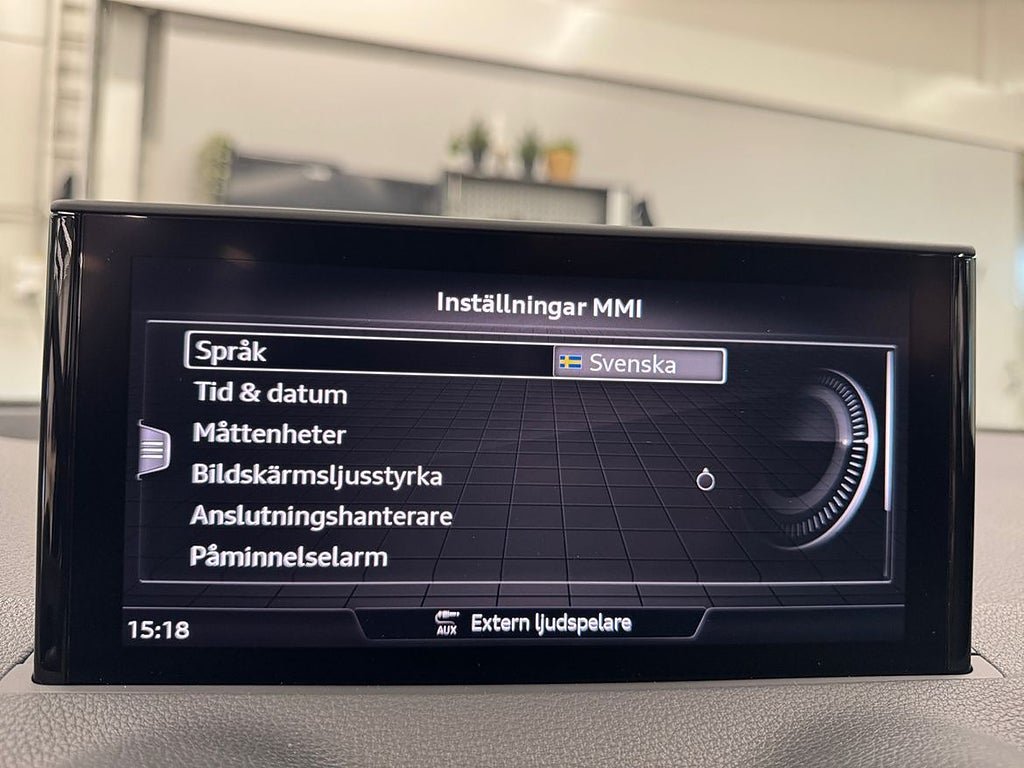 Inställningar MMI
Språk Svenska
Tid & datum
Måttenheter
Bildskärmsljusstyrka
Anslutningshanterare
Påminnelselarm
15:18 AUX Extern ljudspelare